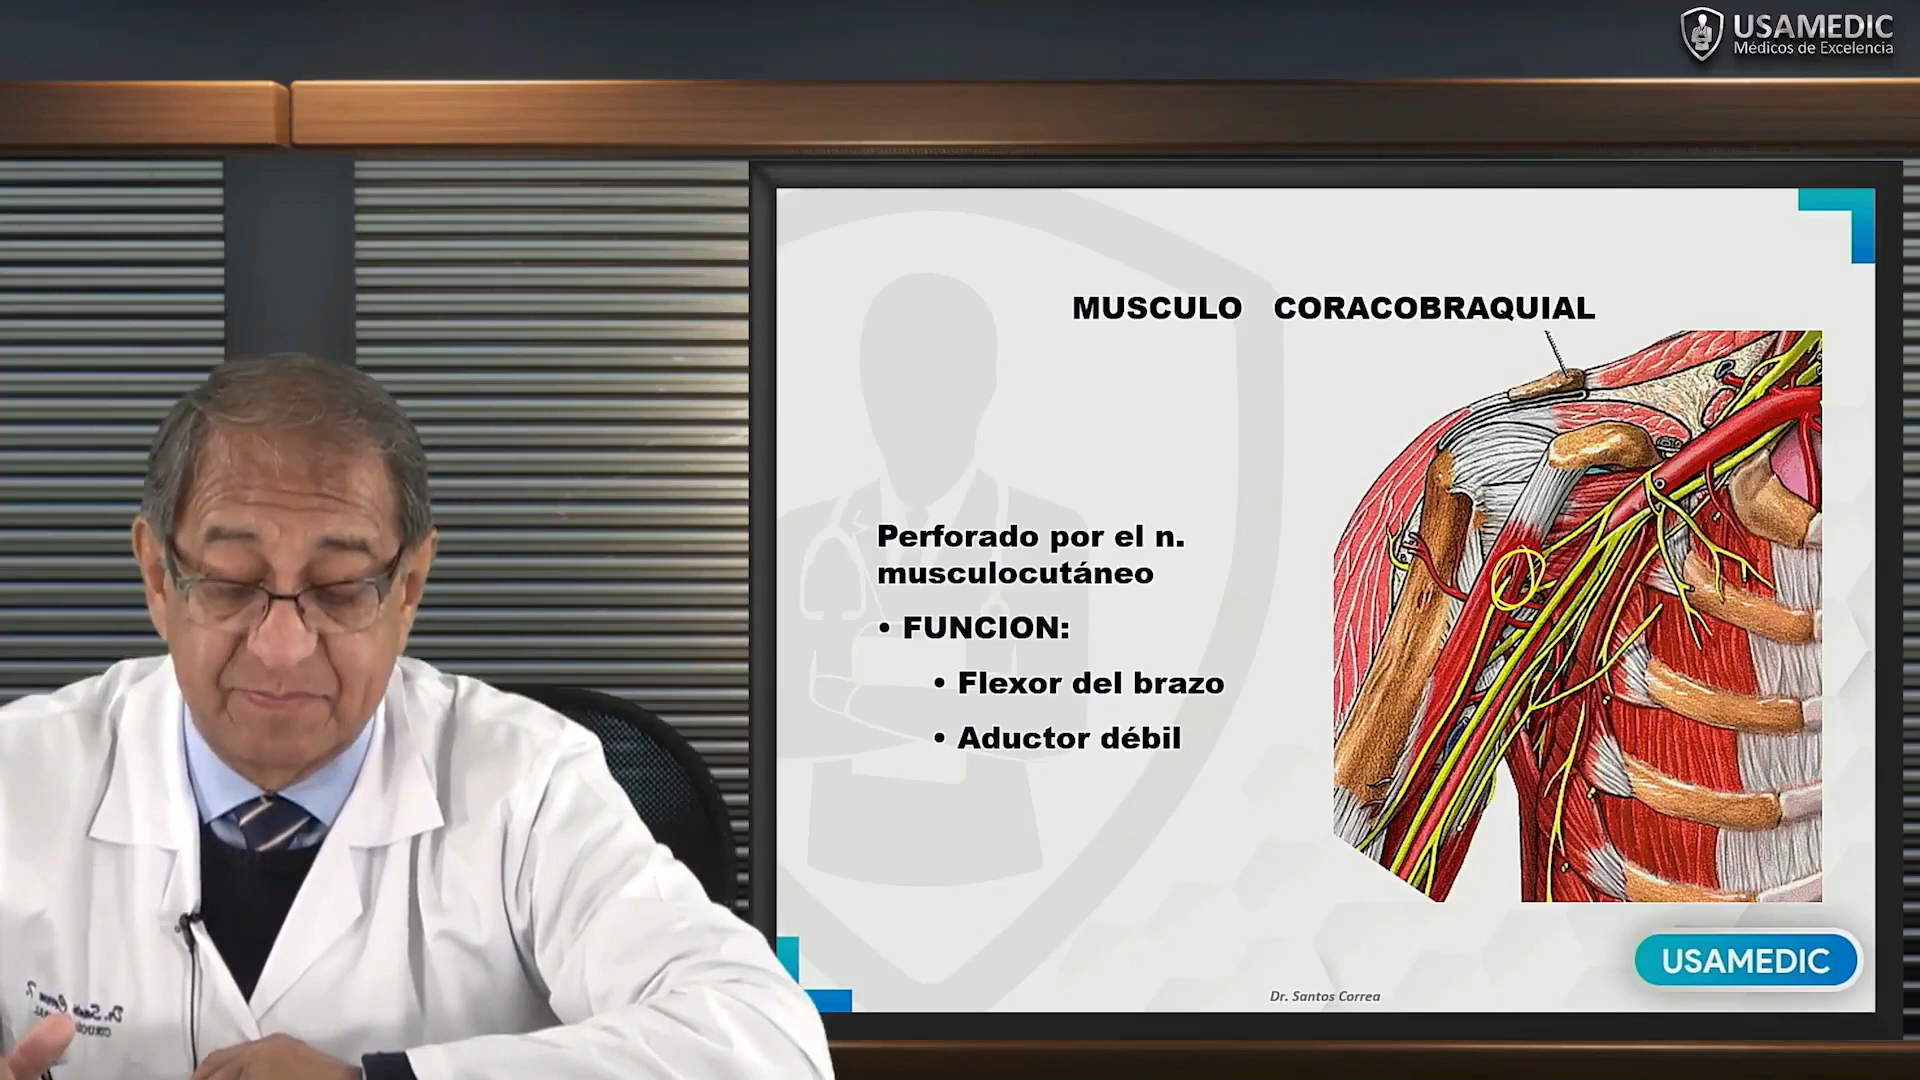 USAMEDIC
Médicos de Excelencia
MUSCULO CORACOBRAQUIAL
Perforado por el n.
musculocutáneo
• FUNCION:
• Flexor del brazo
• Aductor débil
USAMEDIC
Dr. Santos Correa